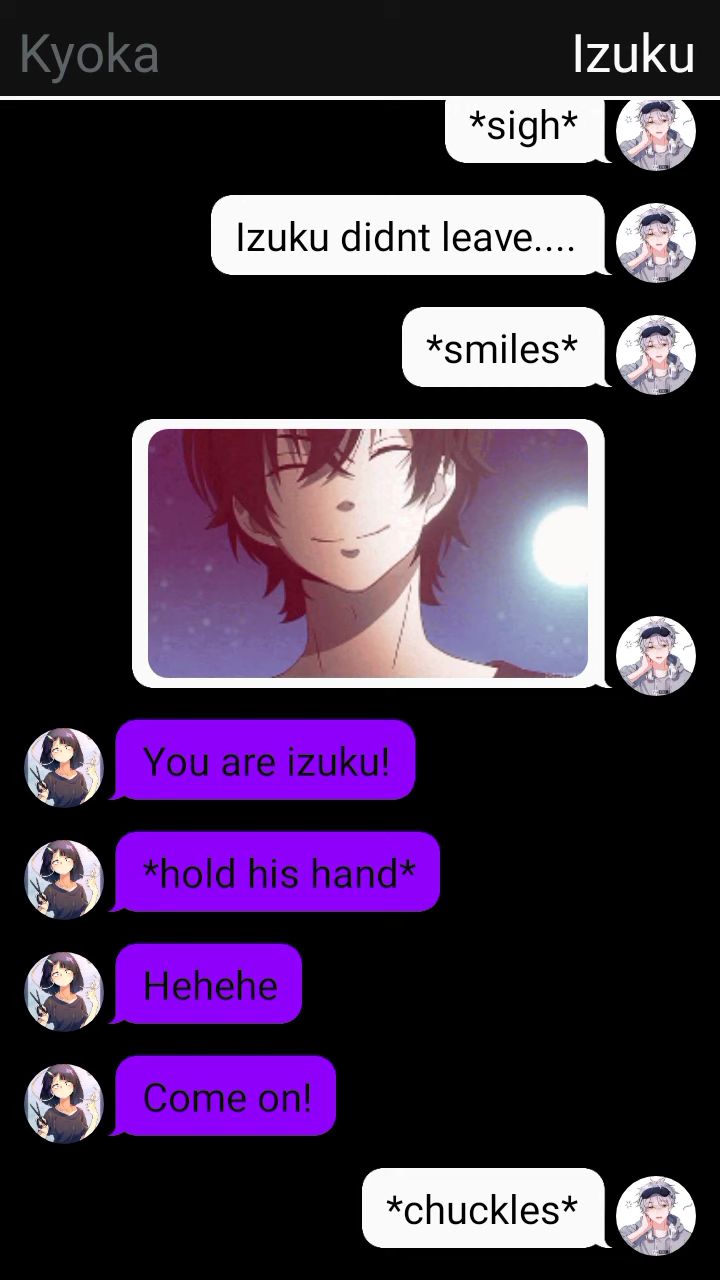 Kyoka
Izuku
*sigh*
Izuku didnt leave....
*smiles*
You are izuku!
*hold his hand*
Hehehe
Come on!
*chuckles*